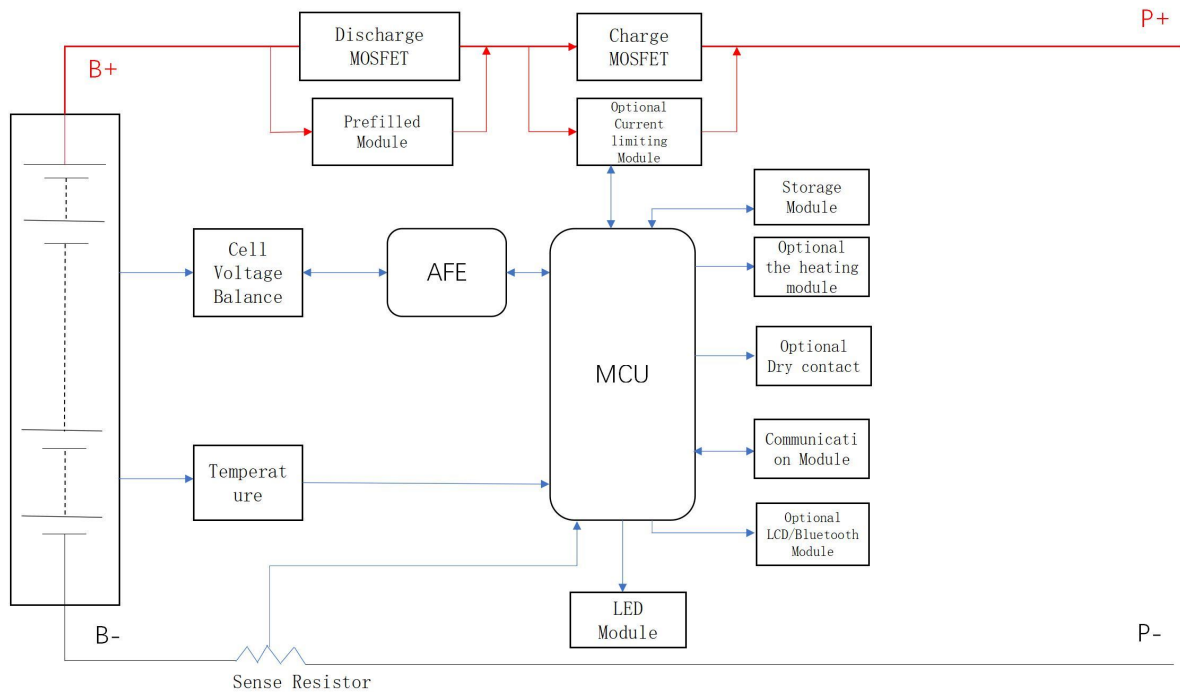 P+
Discharge
MOSFET
Charge
MOSFET
B+
Prefilled
Module
Optional
Current
limiting
Module
Storage
Module
Cell
Voltage
Balance
AFE
Optional
the heating
module
MCU
Optional
Dry contact
Communicati
on Module
Temperat
ure
Optional
LCD/Bluetooth
Module
LED
Module
B-
P-
Sense Resistor